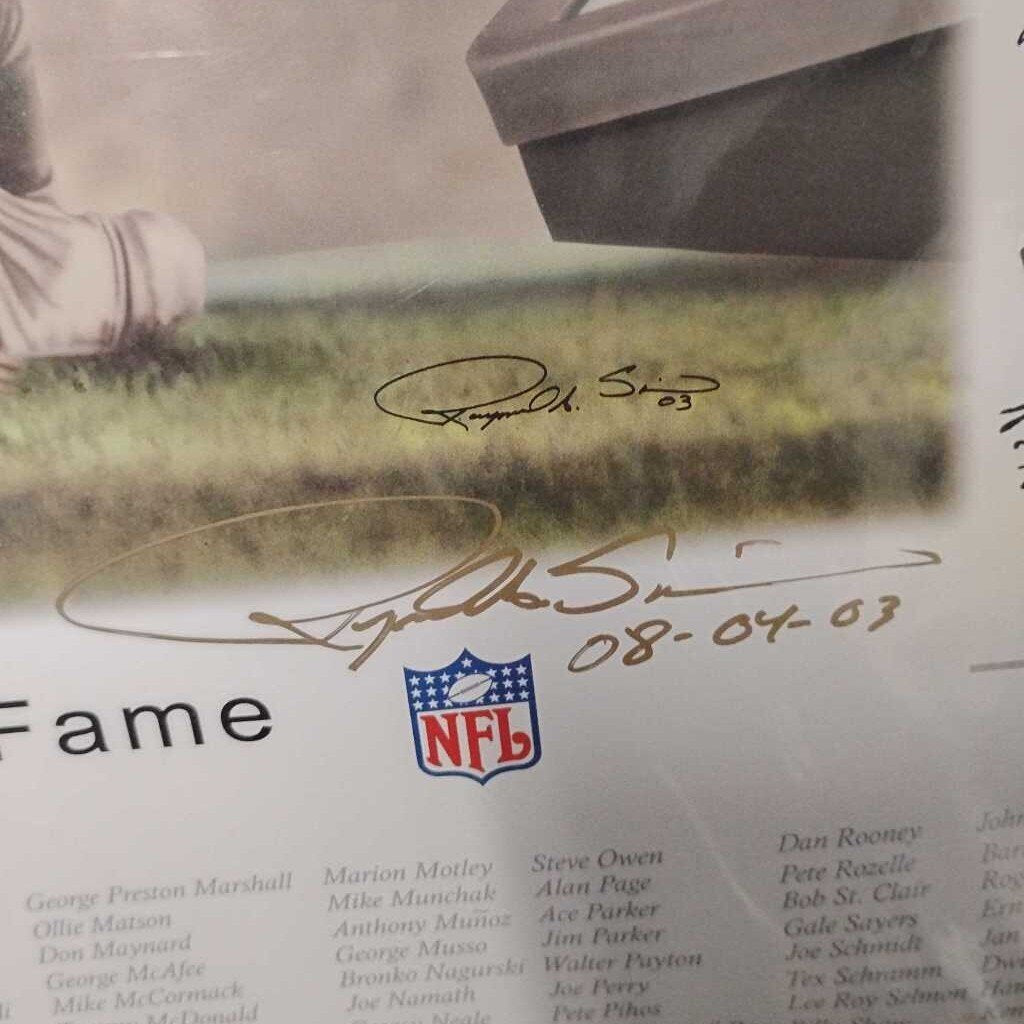 03
08-04-03
Fame
NFL
George Preston Marshall
Ollie Matson
Don Maynard
George McAfee
Mike McCormack
McDonald
Marion Motley
Mike Munchak
Anthony Muñoz
George Musso
Bronko Nagurski
Joe Namath
Neale
Steve Owen
Alan Page
Ace Parker
Jim Parker
Walter Payton
Joe Perry
Pete Pihos
Dan Rooney
Pete Rozelle
Bob St. Clair
Gale Sayers
Joe Schmidt
Tex Schramm
Lee Roy Selmon